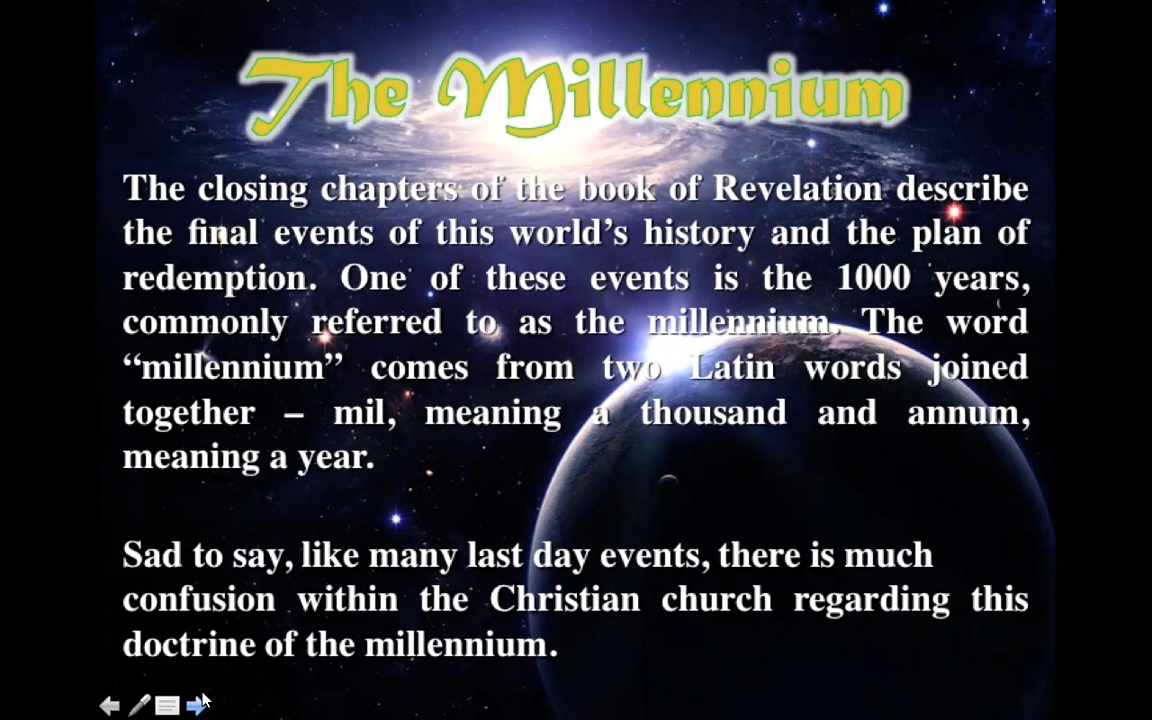 The Millennium
The closing chapters of the book of Revelation describe
the final events of this world’s history and the plan of
redemption. One of these events is the 1000 years,
commonly referred to as the millennium. The word
“millennium” comes from two Latin words joined
together – mil, meaning a thousand and annum,
meaning a year.
Sad to say, like many last day events, there is much
confusion within the Christian church regarding this
doctrine of the millennium.